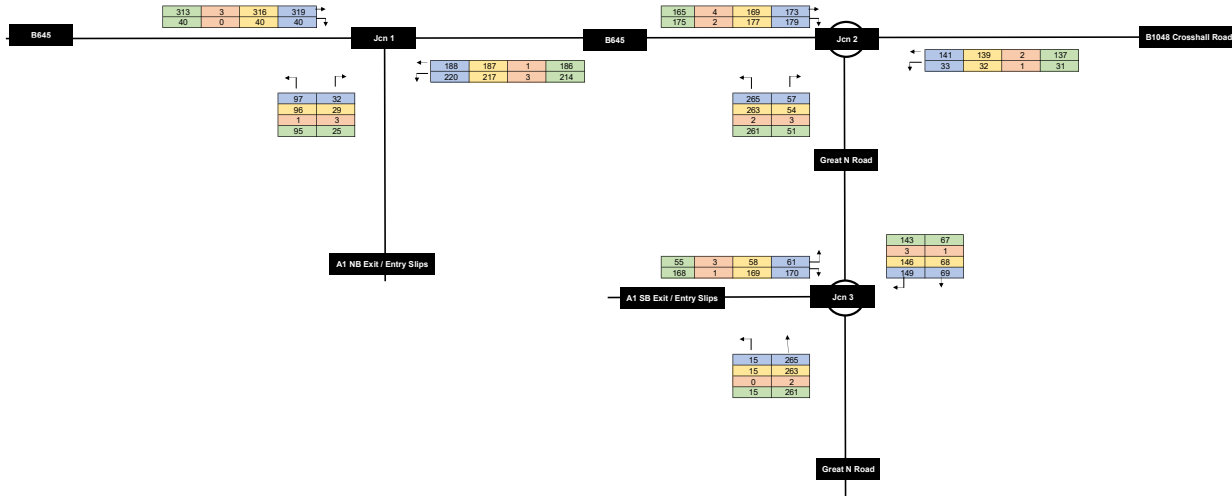 313 3 316 319
40 0 40 40
165 4 169 173
175 2 177 179
B645
Jcn 1
B645
Jcn 2
B1048 Crosshall Road
188 187 1 186
220 217 3 214
141 139 2 137
33 32 1 31
97 32
96 29
1 3
95 25
265 57
263 54
2 3
261 51
Great N Road
143 67
3 1
146 68
149 69
A1 NB Exit / Entry Slips
55 3 58 61
168 1 169 170
A1 SB Exit / Entry Slips
Jcn 3
15 265
15 263
0 2
15 261
Great N Road